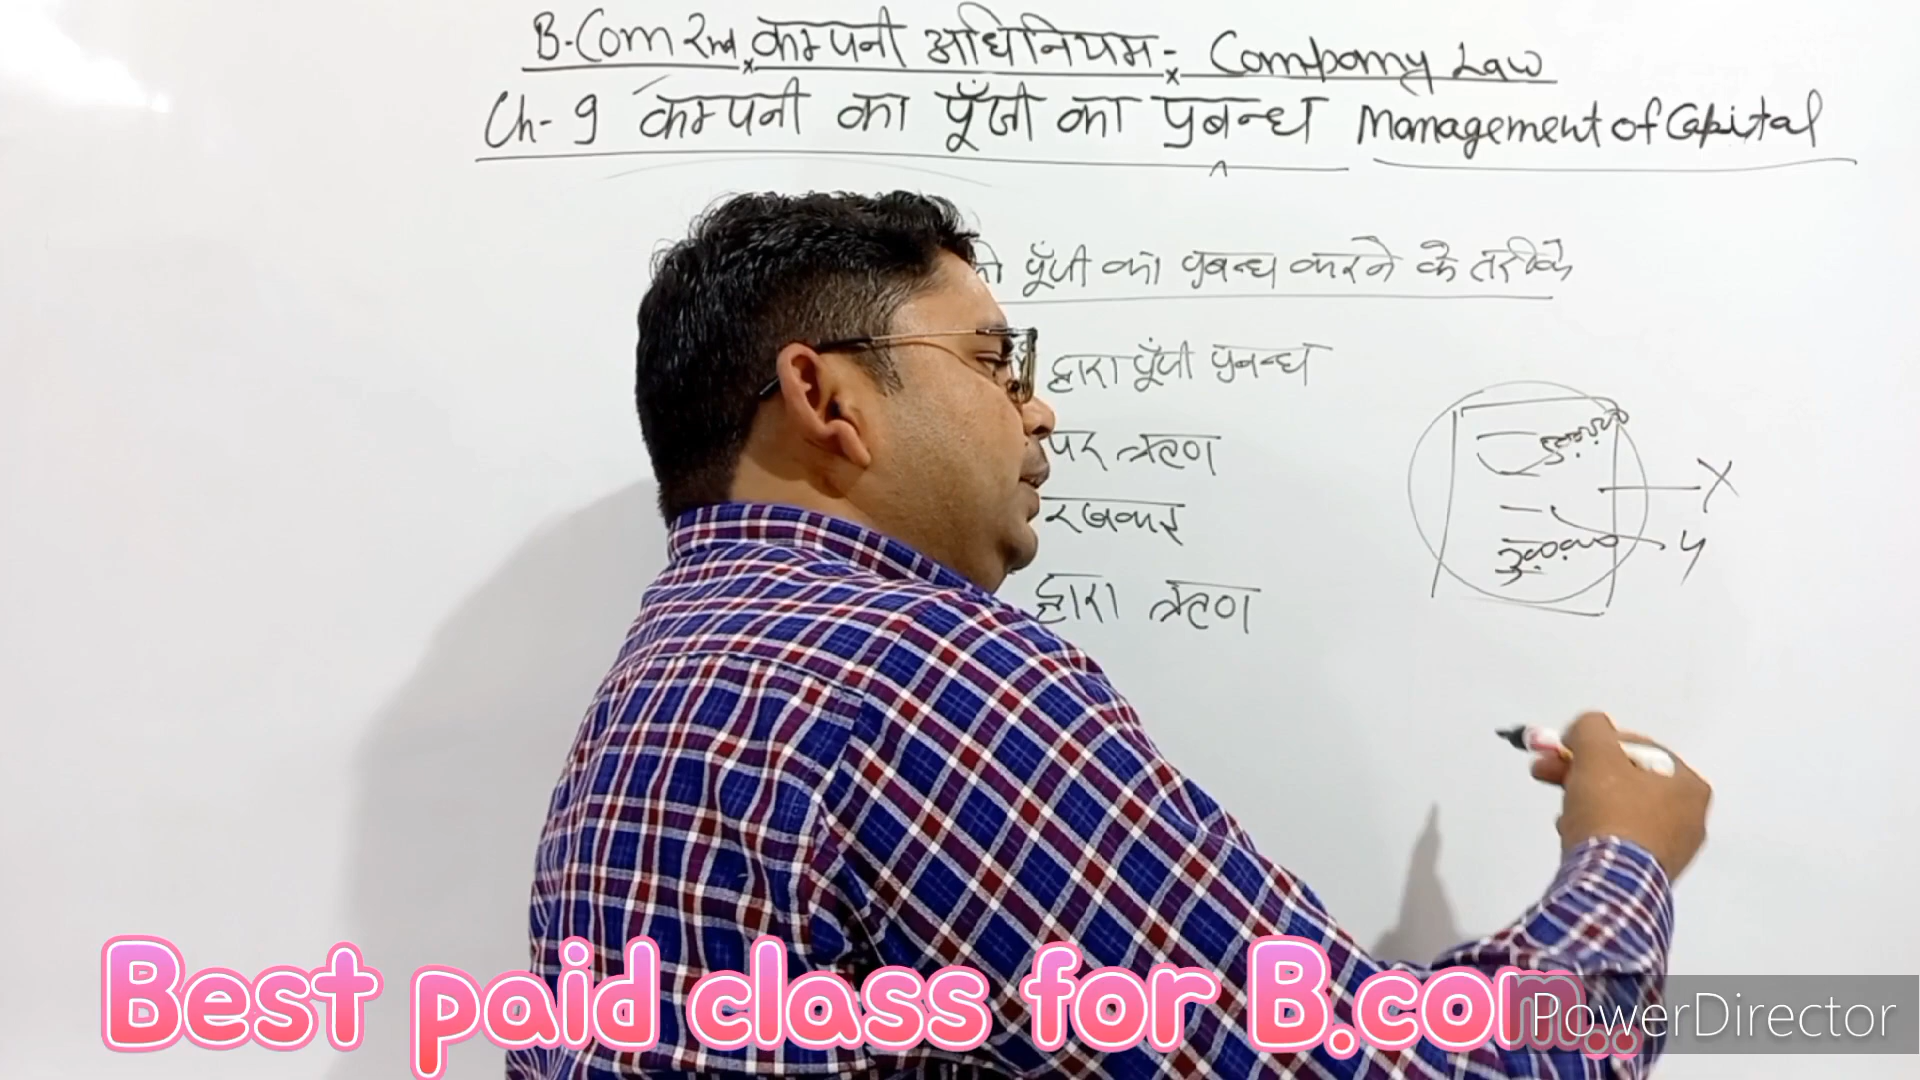 B.Com 2nd कम्पनी अधिनियम :- Company Law
Ch- 9 कम्पनी का पूँजी का प्रबन्ध Management of Capital
पूँजी का प्रबन्ध करने के तरीके
द्वारा पूँजी प्रबन्ध
पर ऋण
रखकर
द्वारा ऋण
X
y
Best paid class for B.com..
PowerDirector